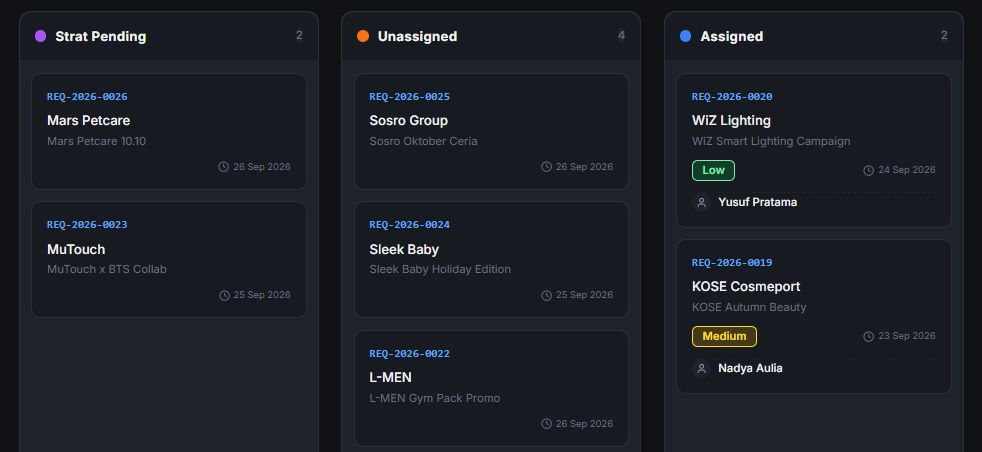 Strat Pending 2
REQ-2026-0026
Mars Petcare
Mars Petcare 10.10
26 Sep 2026
REQ-2026-0023
MuTouch
MuTouch x BTS Collab
25 Sep 2026
Unassigned 4
REQ-2026-0025
Sosro Group
Sosro Oktober Ceria
26 Sep 2026
REQ-2026-0024
Sleek Baby
Sleek Baby Holiday Edition
25 Sep 2026
REQ-2026-0022
L-MEN
L-MEN Gym Pack Promo
26 Sep 2026
Assigned 2
REQ-2026-0020
WiZ Lighting
WiZ Smart Lighting Campaign
Low 24 Sep 2026
Yusuf Pratama
REQ-2026-0019
KOSE Cosmeport
KOSE Autumn Beauty
Medium 23 Sep 2026
Nadya Aulia